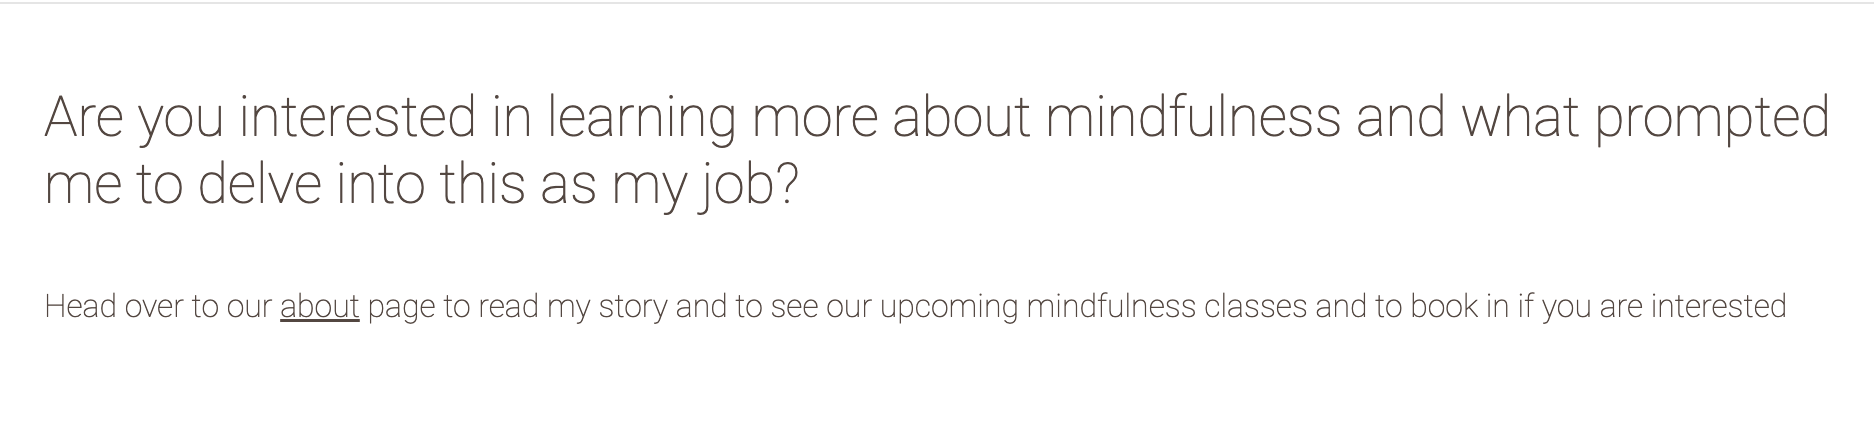 Are you interested in learning more about mindfulness and what prompted
me to delve into this as my job?
Head over to our about page to read my story and to see our upcoming mindfulness classes and to book in if you are interested